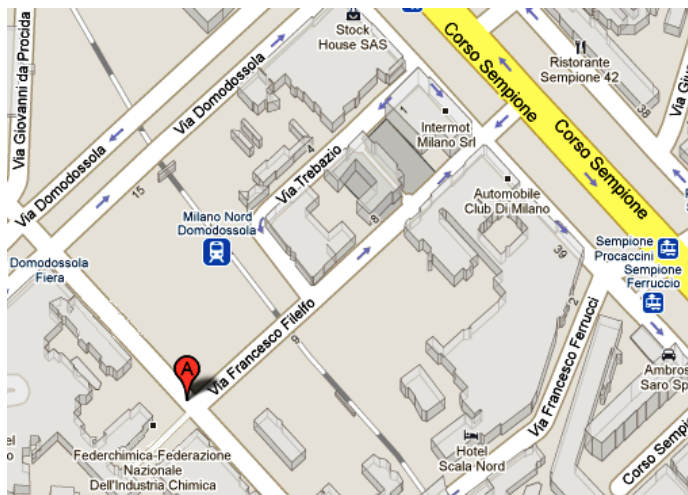 Stock
House SAS
Corso Sempione
Ristorante
Sempione 42
38
Via Giovanni da Procida
Via Domodossola
Via Domodossola
1
Intermot
Milano Srl
4
Via Trebazio
15
8
Automobile
Club Di Milano
Corso Sempione
Milano Nord
Domodossola
39
Sempione
Procaccini
Sempione
Ferruccio
Domodossola
Fiera
2
9
Via Francesco Filelfo
Via Francesco Ferrucci
A
Ambros
Saro Sp
Federchimica-Federazione
Nazionale
Dell'Industria Chimica
Hotel
Scala Nord
Corso Semp